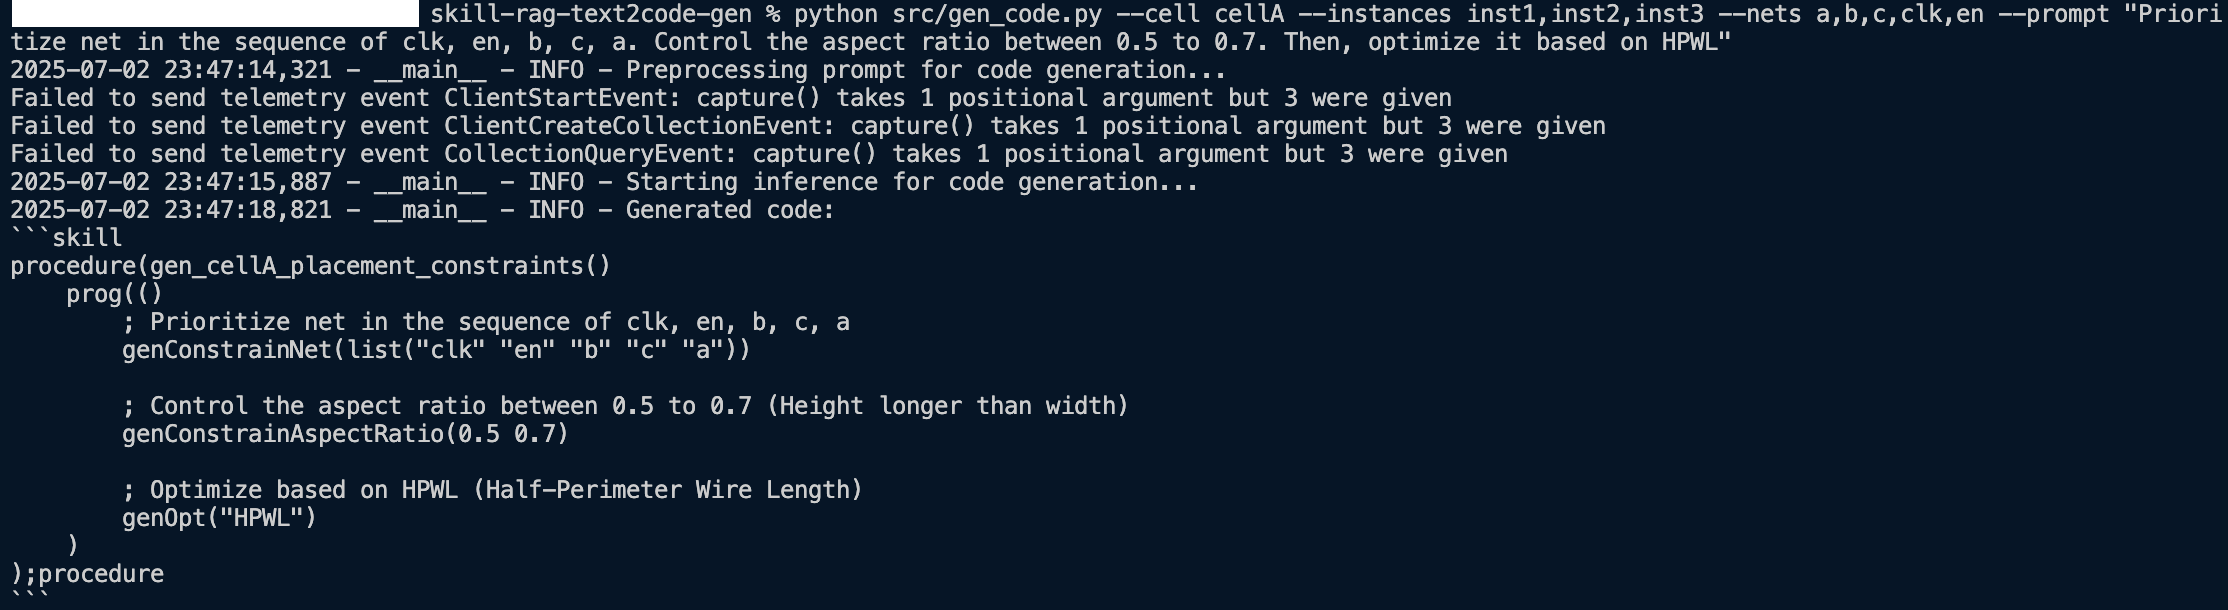 skill-rag-text2code-gen % python src/gen_code.py --cell cellA --instances inst1,inst2,inst3 --nets a,b,c,clk,en --prompt "Priori
tize net in the sequence of clk, en, b, c, a. Control the aspect ratio between 0.5 to 0.7. Then, optimize it based on HPWL"
2025-07-02 23:47:14,321 - __main__ - INFO - Preprocessing prompt for code generation...
Failed to send telemetry event ClientStartEvent: capture() takes 1 positional argument but 3 were given
Failed to send telemetry event ClientCreateCollectionEvent: capture() takes 1 positional argument but 3 were given
Failed to send telemetry event CollectionQueryEvent: capture() takes 1 positional argument but 3 were given
2025-07-02 23:47:15,887 - __main__ - INFO - Starting inference for code generation...
2025-07-02 23:47:18,821 - __main__ - INFO - Generated code:
```skill
procedure(gen_cellA_placement_constraints()
    prog(()
        ; Prioritize net in the sequence of clk, en, b, c, a
        genConstrainNet(list("clk" "en" "b" "c" "a"))

        ; Control the aspect ratio between 0.5 to 0.7 (Height longer than width)
        genConstrainAspectRatio(0.5 0.7)

        ; Optimize based on HPWL (Half-Perimeter Wire Length)
        genOpt("HPWL")
    )
);procedure
```